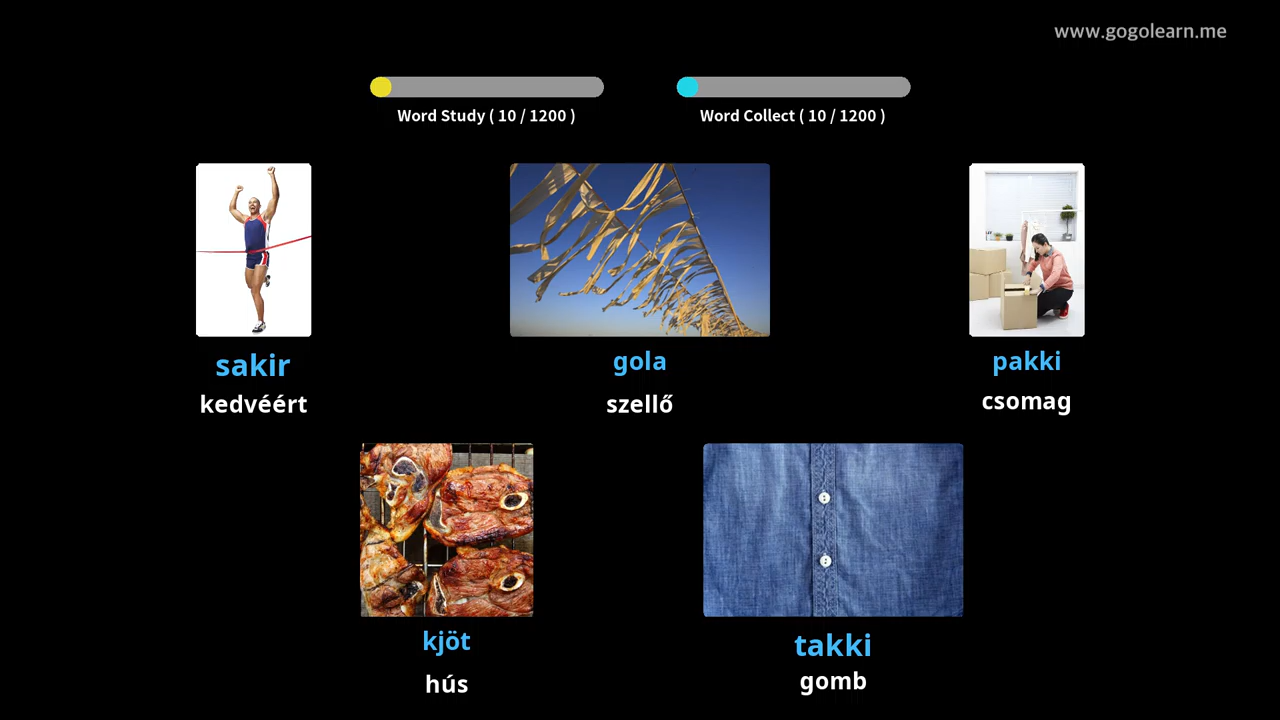 www.gogolearn.me
Word Study ( 10 / 1200 )
Word Collect ( 10 / 1200 )
sakir
kedvéért
gola
szellő
pakki
csomag
kjöt
hús
takki
gomb